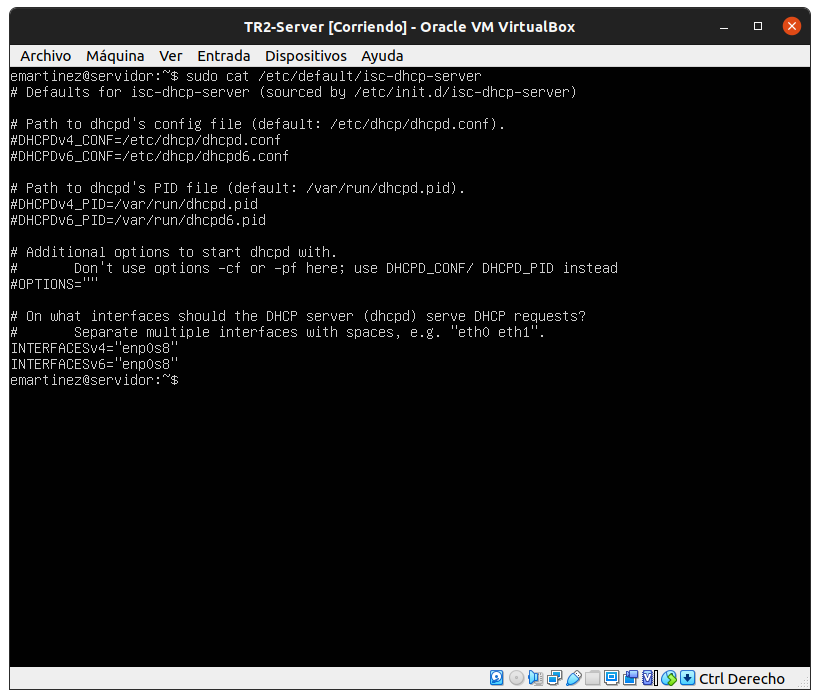 TR2-Server [Corriendo] - Oracle VM VirtualBox
Archivo Máquina Ver Entrada Dispositivos Ayuda
emartinez@servidor:~$ sudo cat /etc/default/isc-dhcp-server
# Defaults for isc-dhcp-server (sourced by /etc/init.d/isc-dhcp-server)
# Path to dhcpd's config file (default: /etc/dhcp/dhcpd.conf).
#DHCPDv4_CONF=/etc/dhcp/dhcpd.conf
#DHCPDv6_CONF=/etc/dhcp/dhcpd6.conf
# Path to dhcpd's PID file (default: /var/run/dhcpd.pid).
#DHCPDv4_PID=/var/run/dhcpd.pid
#DHCPDv6_PID=/var/run/dhcpd6.pid
# Additional options to start dhcpd with.
#       Don't use options -cf or -pf here; use DHCPD_CONF/ DHCPD_PID instead
#OPTIONS=""
# On what interfaces should the DHCP server (dhcpd) serve DHCP requests?
#       Separate multiple interfaces with spaces, e.g. "eth0 eth1".
INTERFACESv4="enp0s8"
INTERFACESv6="enp0s8"
emartinez@servidor:~$
Ctrl Derecho